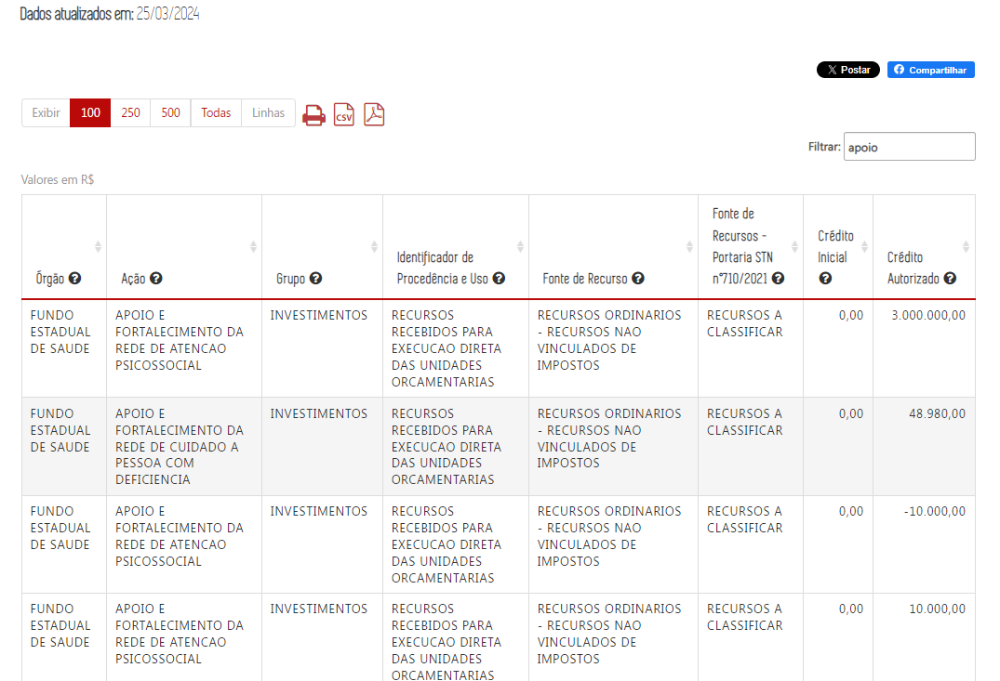 Dados atualizados em: 25/03/2024
X Postar
Compartilhar
Exibir 100 250 500 Todas Linhas
CSV
Filtrar: apoio
Valores em R$
Órgão ?
Ação ?
Grupo ?
Identificador de
Procedência e Uso ?
Fonte de Recurso ?
Fonte de
Recursos -
Portaria STN
n°710/2021 ?
Crédito
Inicial
?
Crédito
Autorizado ?
FUNDO
ESTADUAL
DE SAUDE
APOIO E
FORTALECIMENTO DA
REDE DE ATENCAO
PSICOSSOCIAL
INVESTIMENTOS
RECURSOS
RECEBIDOS PARA
EXECUCAO DIRETA
DAS UNIDADES
ORCAMENTARIAS
RECURSOS ORDINARIOS
- RECURSOS NAO
VINCULADOS DE
IMPOSTOS
RECURSOS A
CLASSIFICAR
0,00
3.000.000,00
FUNDO
ESTADUAL
DE SAUDE
APOIO E
FORTALECIMENTO DA
REDE DE CUIDADO A
PESSOA COM
DEFICIENCIA
INVESTIMENTOS
RECURSOS
RECEBIDOS PARA
EXECUCAO DIRETA
DAS UNIDADES
ORCAMENTARIAS
RECURSOS ORDINARIOS
- RECURSOS NAO
VINCULADOS DE
IMPOSTOS
RECURSOS A
CLASSIFICAR
0,00
48.980,00
FUNDO
ESTADUAL
DE SAUDE
APOIO E
FORTALECIMENTO DA
REDE DE ATENCAO
PSICOSSOCIAL
INVESTIMENTOS
RECURSOS
RECEBIDOS PARA
EXECUCAO DIRETA
DAS UNIDADES
ORCAMENTARIAS
RECURSOS ORDINARIOS
- RECURSOS NAO
VINCULADOS DE
IMPOSTOS
RECURSOS A
CLASSIFICAR
0,00
-10.000,00
FUNDO
ESTADUAL
DE SAUDE
APOIO E
FORTALECIMENTO DA
REDE DE ATENCAO
PSICOSSOCIAL
INVESTIMENTOS
RECURSOS
RECEBIDOS PARA
EXECUCAO DIRETA
DAS UNIDADES
ORCAMENTARIAS
RECURSOS ORDINARIOS
- RECURSOS NAO
VINCULADOS DE
IMPOSTOS
RECURSOS A
CLASSIFICAR
0,00
10.000,00